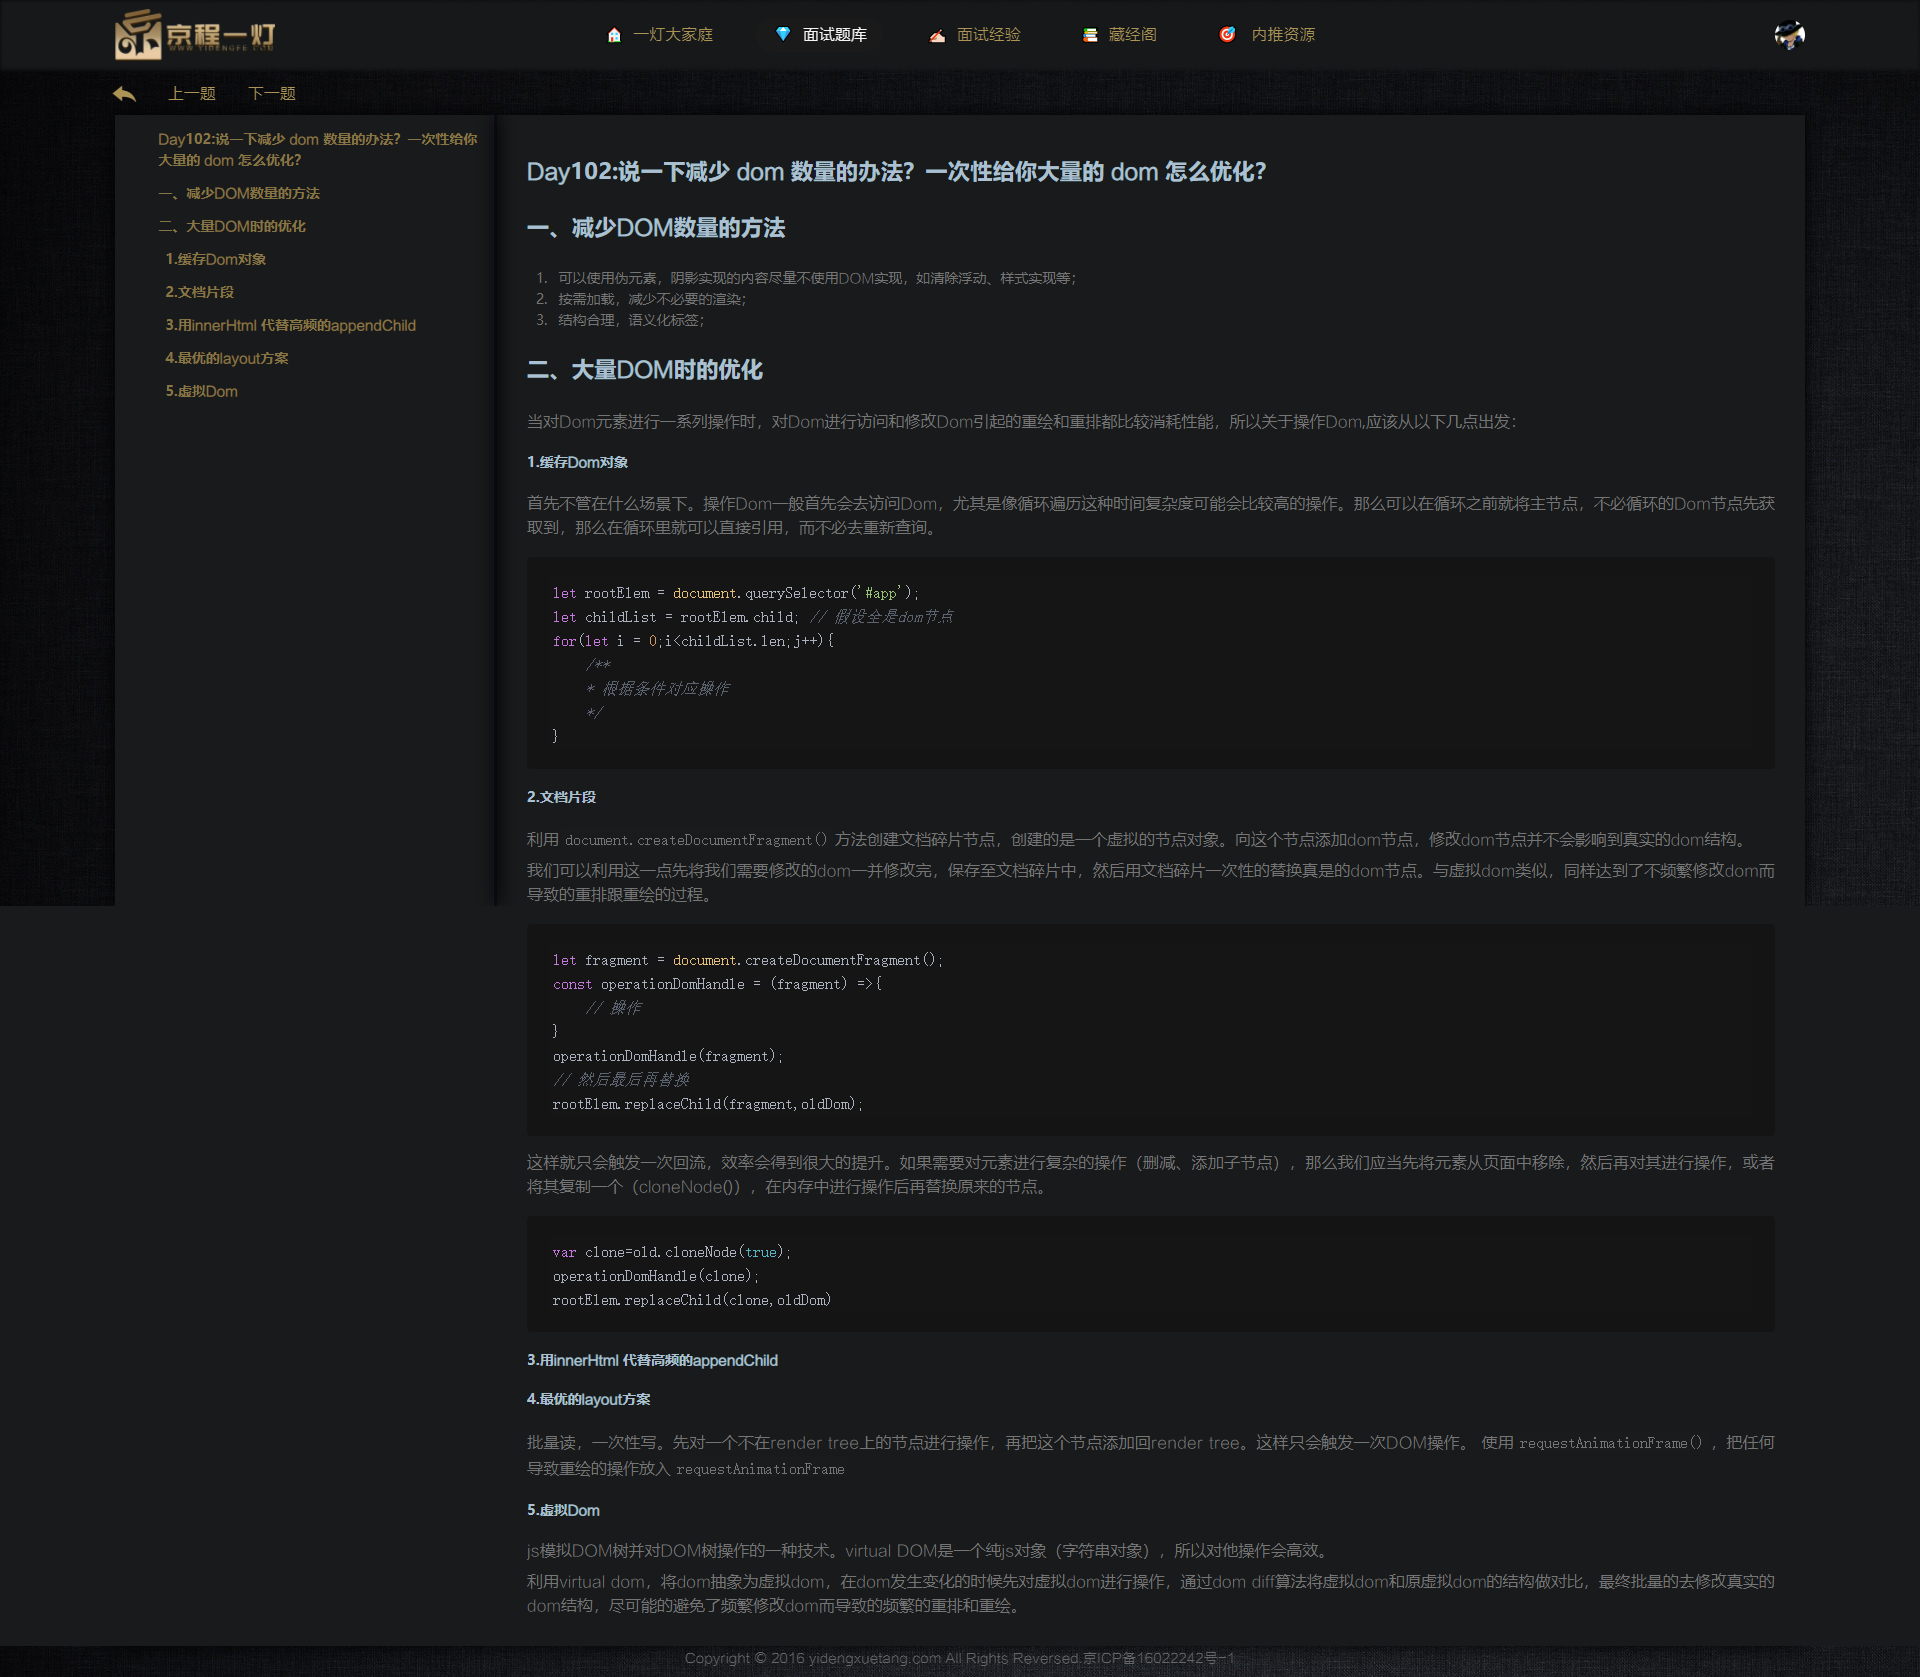 京程一灯
WWW.YIDENGFE.COM
一灯大家庭
面试题库
面试经验
藏经阁
内推资源
上一题
下一题
Day102:说一下减少 dom 数量的办法？一次性给你
大量的 dom 怎么优化？
一、减少DOM数量的方法
二、大量DOM时的优化
1.缓存Dom对象
2.文档片段
3.用innerHtml 代替高频的appendChild
4.最优的layout方案
5.虚拟Dom
Day102:说一下减少 dom 数量的办法？一次性给你大量的 dom 怎么优化？
一、减少DOM数量的方法
1. 可以使用伪元素，阴影实现的内容尽量不使用DOM实现，如清除浮动、样式实现等；
2. 按需加载，减少不必要的渲染；
3. 结构合理，语义化标签；
二、大量DOM时的优化
当对Dom元素进行一系列操作时，对Dom进行访问和修改Dom引起的重绘和重排都比较消耗性能，所以关于操作Dom,应该从以下几点出发：
1.缓存Dom对象
首先不管在什么场景下。操作Dom一般首先会去访问Dom，尤其是像循环遍历这种时间复杂度可能会比较高的操作。那么可以在循环之前就将主节点，不必循环的Dom节点先获
取到，那么在循环里就可以直接引用，而不必去重新查询。
let rootElem = document.querySelector('#app');
let childList = rootElem.child; // 假设全是dom节点
for(let i = 0;i<childList.len;j++){
    /**
    * 根据条件对应操作
    */
}
2.文档片段
利用 document.createDocumentFragment() 方法创建文档碎片节点，创建的是一个虚拟的节点对象。向这个节点添加dom节点，修改dom节点并不会影响到真实的dom结构。
我们可以利用这一点先将我们需要修改的dom一并修改完，保存至文档碎片中，然后用文档碎片一次性的替换真是的dom节点。与虚拟dom类似，同样达到了不频繁修改dom而
导致的重排跟重绘的过程。
let fragment = document.createDocumentFragment();
const operationDomHandle = (fragment) =>{
    // 操作
}
operationDomHandle(fragment);
// 然后最后再替换
rootElem.replaceChild(fragment,oldDom);
这样就只会触发一次回流，效率会得到很大的提升。如果需要对元素进行复杂的操作（删减、添加子节点），那么我们应当先将元素从页面中移除，然后再对其进行操作，或者
将其复制一个（cloneNode()），在内存中进行操作后再替换原来的节点。
var clone=old.cloneNode(true);
operationDomHandle(clone);
rootElem.replaceChild(clone,oldDom)
3.用innerHtml 代替高频的appendChild
4.最优的layout方案
批量读，一次性写。先对一个不在render tree上的节点进行操作，再把这个节点添加回render tree。这样只会触发一次DOM操作。 使用 requestAnimationFrame() ，把任何
导致重绘的操作放入 requestAnimationFrame
5.虚拟Dom
js模拟DOM树并对DOM树操作的一种技术。virtual DOM是一个纯js对象（字符串对象），所以对他操作会高效。
利用virtual dom，将dom抽象为虚拟dom，在dom发生变化的时候先对虚拟dom进行操作，通过dom diff算法将虚拟dom和原虚拟dom的结构做对比，最终批量的去修改真实的
dom结构，尽可能的避免了频繁修改dom而导致的频繁的重排和重绘。
Copyright © 2016 yidengxuetang.com All Rights Reversed.京ICP备16022242号-1